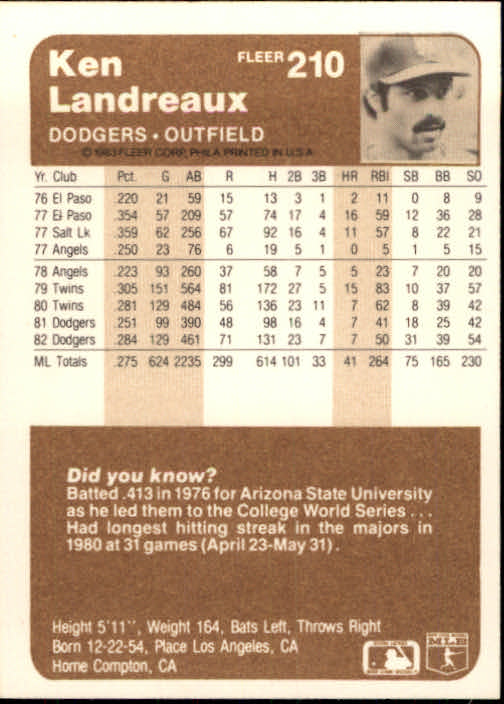 Ken
Landreaux
FLEER 210
DODGERS • OUTFIELD
© 1983 FLEER CORP., PHILA. PRINTED IN U.S.A.
Yr. Club Pct. G AB R H 2B 3B HR RBI SB BB SO
76 El Paso .220 21 59 15 13 3 1 2 11 0 8 9
77 El Paso .354 57 209 57 74 17 4 16 59 12 36 28
77 Salt Lk .359 62 256 67 92 16 4 11 57 8 22 21
77 Angels .250 23 76 6 19 5 1 0 5 1 5 15
78 Angels .223 93 260 37 58 7 5 5 23 7 20 20
79 Twins .305 151 564 81 172 27 5 15 83 10 37 57
80 Twins .281 129 484 56 136 23 11 7 62 8 39 42
81 Dodgers .251 99 390 48 98 16 4 7 41 18 25 42
82 Dodgers .284 129 461 71 131 23 7 7 50 31 39 54
ML Totals .275 624 2235 299 614 101 33 41 264 75 165 230
Did you know?
Batted .413 in 1976 for Arizona State University
as he led them to the College World Series . . .
Had longest hitting streak in the majors in
1980 at 31 games (April 23-May 31).
Height 5'11'', Weight 164, Bats Left, Throws Right
Born 12-22-54, Place Los Angeles, CA
Home Compton, CA